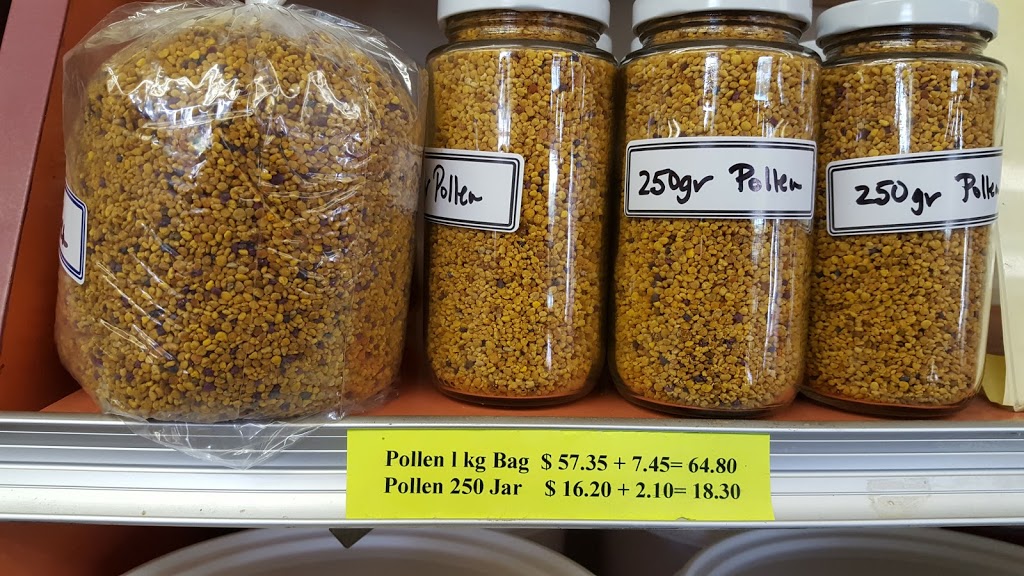 Pollen
250gr Pollen
250gr Pollen
Pollen 1 kg Bag $ 57.35 + 7.45= 64.80
Pollen 250 Jar $ 16.20 + 2.10= 18.30